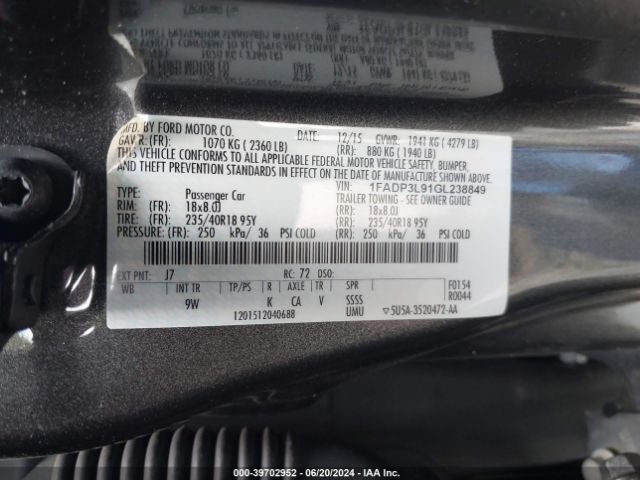 MFD. BY FORD MOTOR CO. DATE: 12/15 GVWR: 1941 KG ( 4279 LB)
GAWR: (FR): 1070 KG ( 2360 LB) (RR): 880 KG ( 1940 LB)
THIS VEHICLE CONFORMS TO ALL APPLICABLE FEDERAL MOTOR VEHICLE SAFETY, BUMPER,
AND THEFT PREVENTION STANDARDS IN EFFECT ON THE DATE OF MANUFACTURE SHOWN ABOVE.
VIN: 1FADP3L91GL238849
TYPE: Passenger Car TRAILER TOWING - SEE OWNER GUIDE
RIM: (FR): 18x8.0J (RR): 18x8.0J
TIRE: (FR): 235/40R18 95Y (RR): 235/40R18 95Y
PRESSURE: (FR): 250 kPa/ 36 PSI COLD (RR): 250 kPa/ 36 PSI COLD
EXT PNT: J7 RC: 72 DSO: F0154
WB INT TR TP/PS R AXLE TR SPR R0044
9W K CA V SSSS
1201512040688 UMU 5U5A-3520472-AA
000-39702952 - 06/20/2024 - IAA Inc.